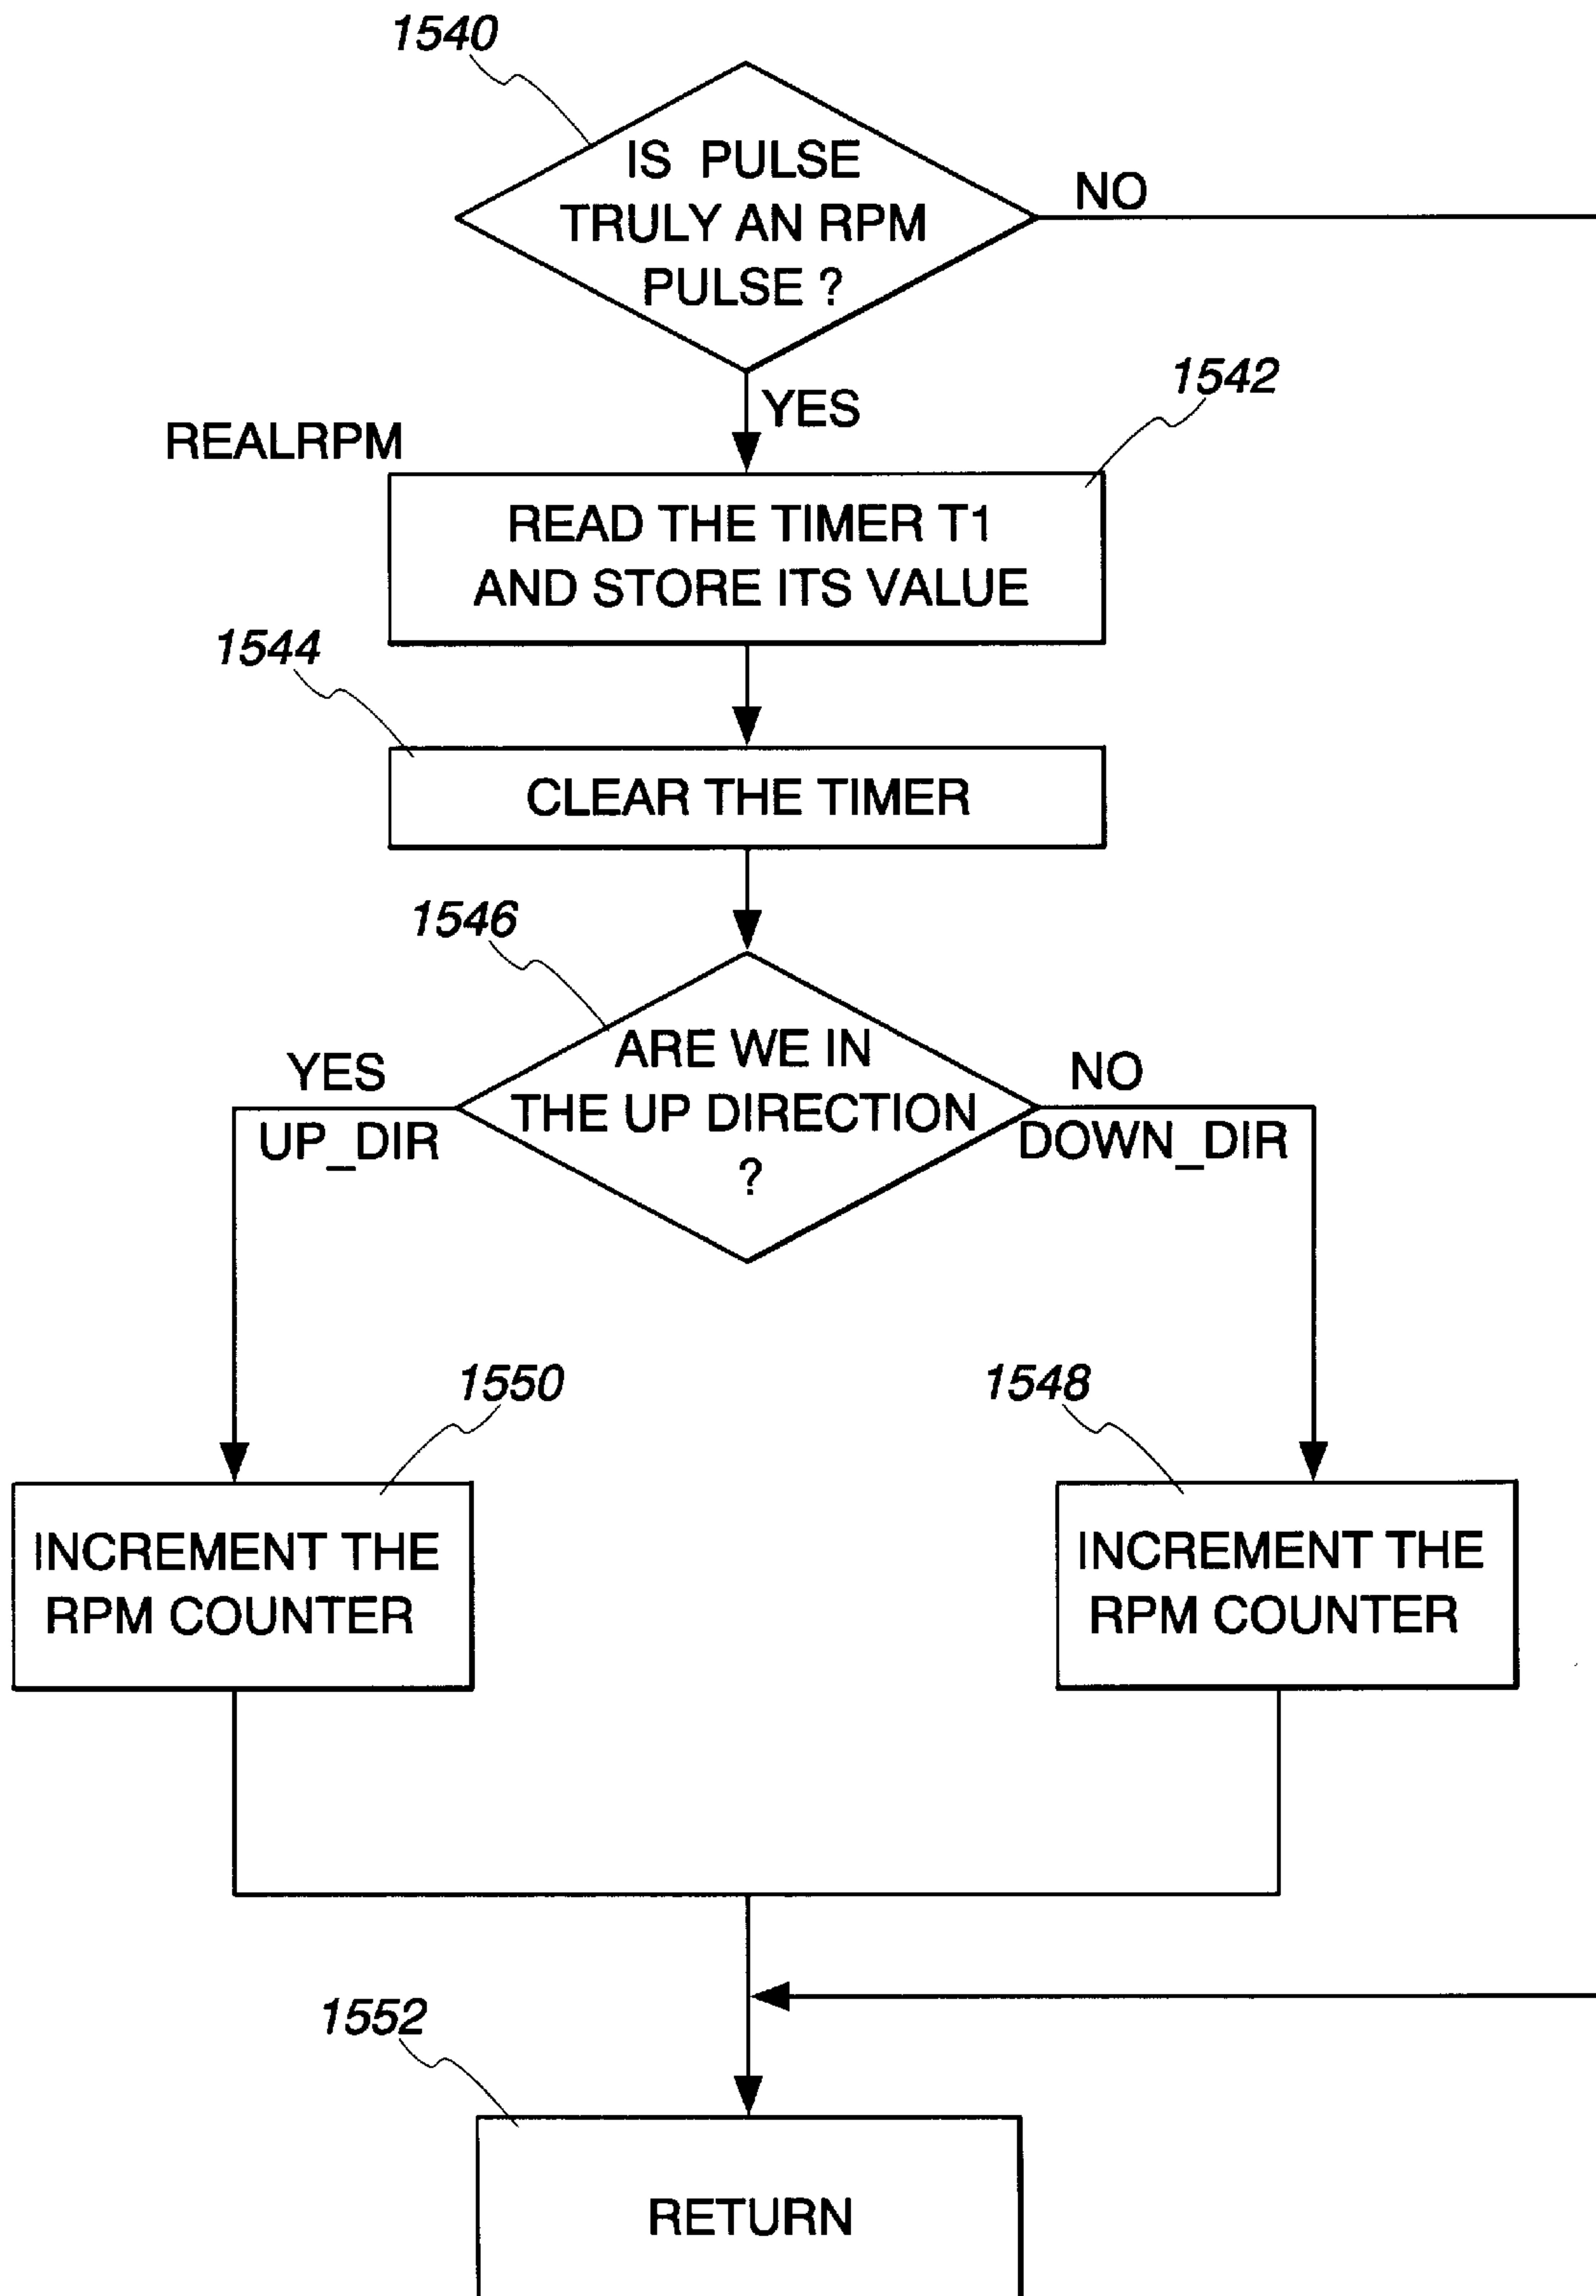 1540
IS PULSE
TRULY AN RPM
PULSE ?
NO
YES
1542
REALRPM
READ THE TIMER T1
AND STORE ITS VALUE
1544
CLEAR THE TIMER
1546
ARE WE IN
THE UP DIRECTION
?
YES
UP_DIR
NO
DOWN_DIR
1550
INCREMENT THE
RPM COUNTER
1548
INCREMENT THE
RPM COUNTER
1552
RETURN